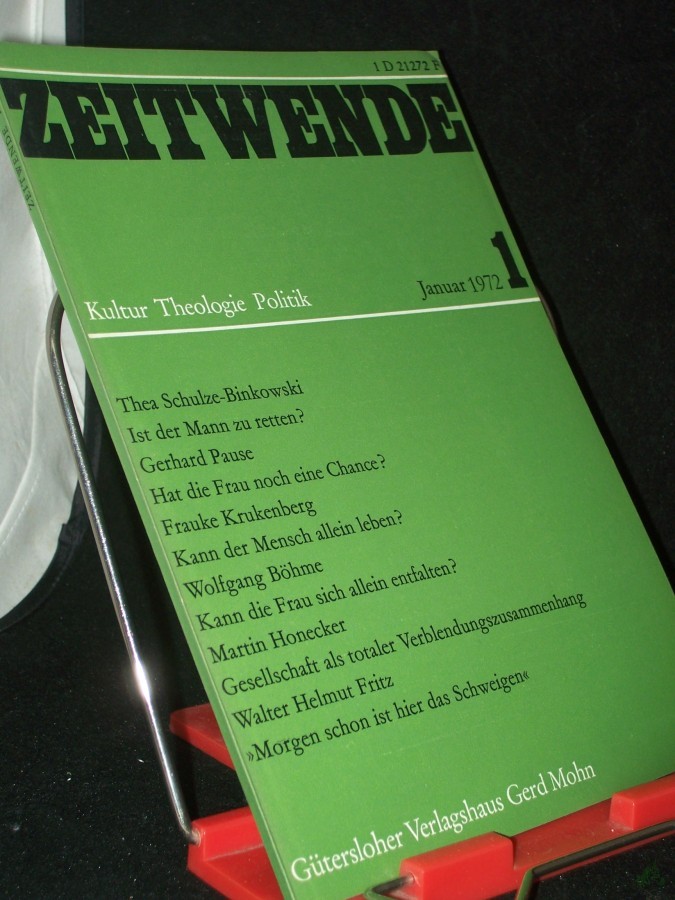 1 D 21272 F
ZEITWENDE
ZEITWENDE
Januar 1972 1
Kultur Theologie Politik
Thea Schulze-Binkowski
Ist der Mann zu retten?
Gerhard Pause
Hat die Frau noch eine Chance?
Frauke Krukenberg
Kann der Mensch allein leben?
Wolfgang Böhme
Kann die Frau sich allein entfalten?
Martin Honecker
Gesellschaft als totaler Verblendungszusammenhang
Walter Helmut Fritz
»Morgen schon ist hier das Schweigen«
Gütersloher Verlagshaus Gerd Mohn